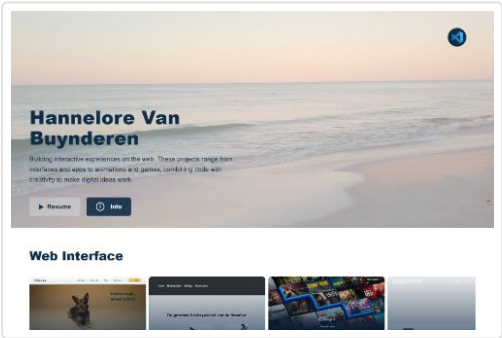 Hannelore Van
Buynderen
Building interactive experiences on the web. These projects range from
interfaces and apps to animations and games, combining code with
creativity to make digital ideas work.
Resume
Info
Web Interface